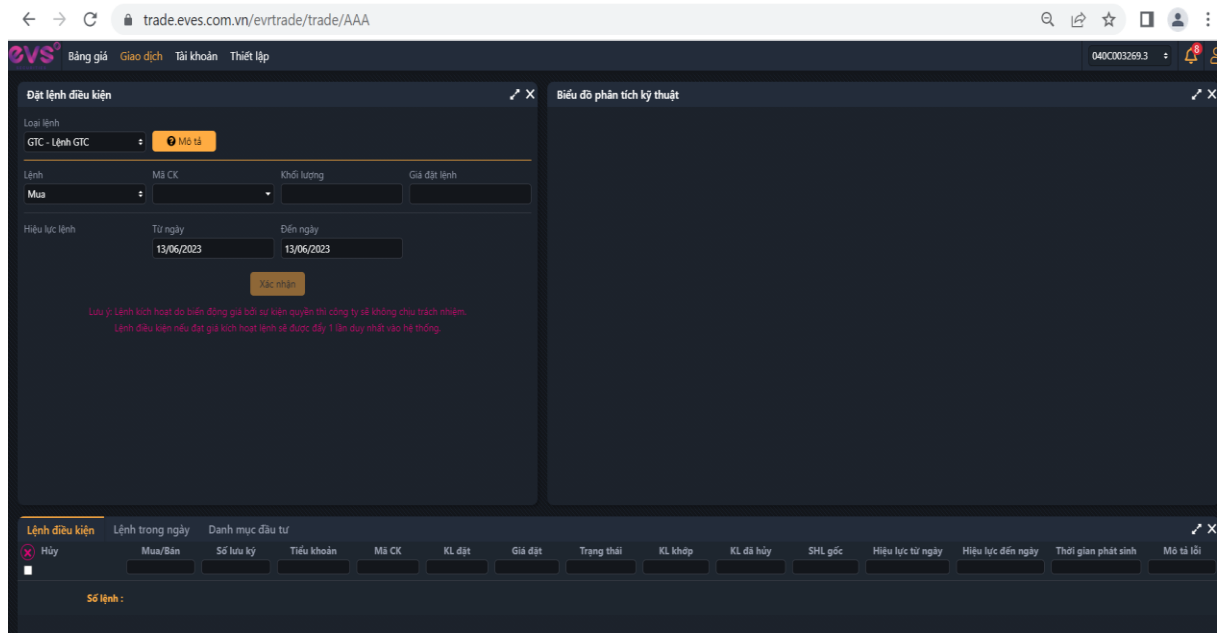 trade.eves.com.vn/evrtrade/trade/AAA
evs Bảng giá Giao dịch Tài khoản Thiết lập 040C003269.3 8
Đặt lệnh điều kiện
Loại lệnh
GTC - Lệnh GTC Mô tả
Lệnh Mã CK Khối lượng Giá đặt lệnh
Mua
Hiệu lực lệnh Từ ngày Đến ngày
13/06/2023 13/06/2023
Xác nhận
Lưu ý: Lệnh kích hoạt do biến động giá bởi sự kiện quyền thì công ty sẽ không chịu trách nhiệm.
Lệnh điều kiện nếu đạt giá kích hoạt lệnh sẽ được đẩy 1 lần duy nhất vào hệ thống.
Biểu đồ phân tích kỹ thuật
Lệnh điều kiện Lệnh trong ngày Danh mục đầu tư
Hủy Mua/Bán Số lưu ký Tiểu khoản Mã CK KL đặt Giá đặt Trạng thái KL khớp KL đã hủy SHL gốc Hiệu lực từ ngày Hiệu lực đến ngày Thời gian phát sinh Mô tả lỗi
Số lệnh :